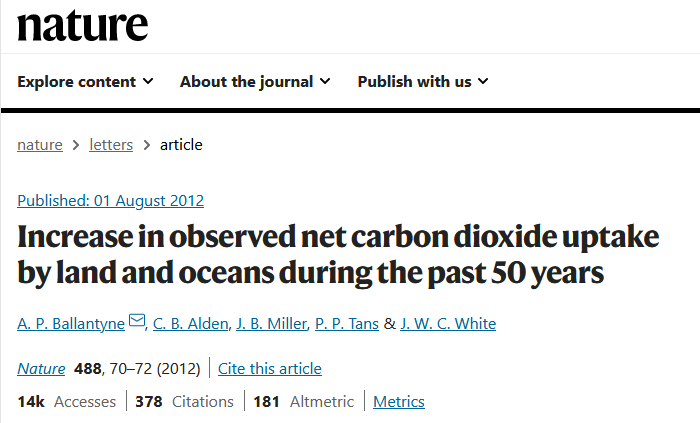 nature
Explore content About the journal Publish with us
nature > letters > article
Published: 01 August 2012
Increase in observed net carbon dioxide uptake
by land and oceans during the past 50 years
A. P. Ballantyne, C. B. Alden, J. B. Miller, P. P. Tans & J. W. C. White
Nature 488, 70–72 (2012) | Cite this article
14k Accesses | 378 Citations | 181 Altmetric | Metrics